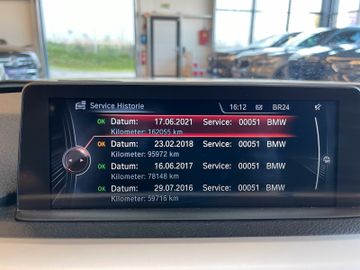 Service Historie 16:12 BR24
OK Datum: 17.06.2021 Service: 00051 BMW
Kilometer: 162055 km
OK Datum: 23.02.2018 Service: 00051 BMW
Kilometer: 95972 km
OK Datum: 16.06.2017 Service: 00051 BMW
Kilometer: 78148 km
OK Datum: 29.07.2016 Service: 00051 BMW
Kilometer: 59716 km